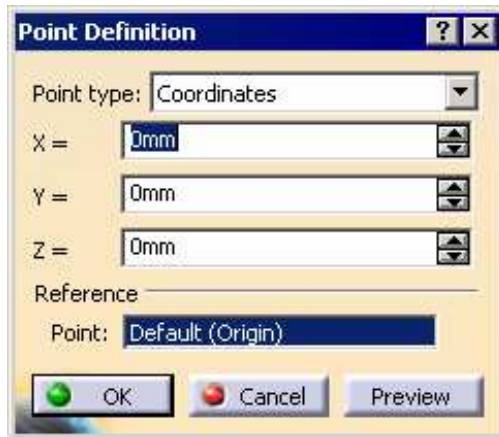 Point Definition ? X
Point type: Coordinates
X = 0mm
Y = 0mm
Z = 0mm
Reference
Point: Default (Origin)
OK Cancel Preview